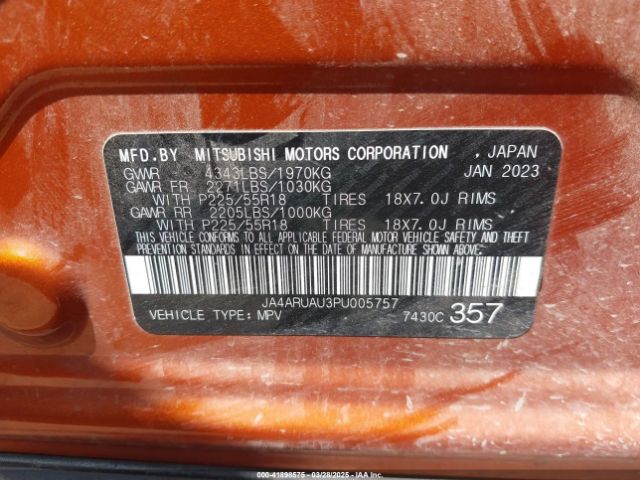 MFD.BY MITSUBISHI MOTORS CORPORATION , JAPAN
GVWR 4343LBS/1970KG JAN 2023
GAWR FR 2271LBS/1030KG
WITH P225/55R18 TIRES 18X7.0J RIMS
GAWR RR 2205LBS/1000KG
WITH P225/55R18 TIRES 18X7.0J RIMS
THIS VEHICLE CONFORMS TO ALL APPLICABLE FEDERAL MOTOR VEHICLE SAFETY AND THEFT
PREVENTION STANDARDS IN EFFECT ON THE DATE OF MANUFACTURE SHOWN ABOVE.
JA4ARUAU3PU005757
VEHICLE TYPE: MPV 7430C 357
000-41898575 - 03/28/2025 - IAAI.COM